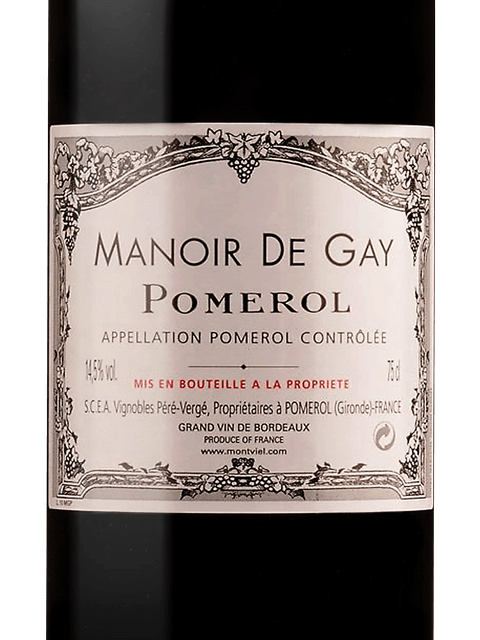 MANOIR DE GAY
POMEROL
APPELLATION POMEROL CONTRÔLÉE
14,5% vol.
75 cl
MIS EN BOUTEILLE A LA PROPRIETE
S.C.E.A. Vignobles Péré-Vergé, Propriétaires à POMEROL (Gironde)-FRANCE
GRAND VIN DE BORDEAUX
PRODUCE OF FRANCE
www.montviel.com